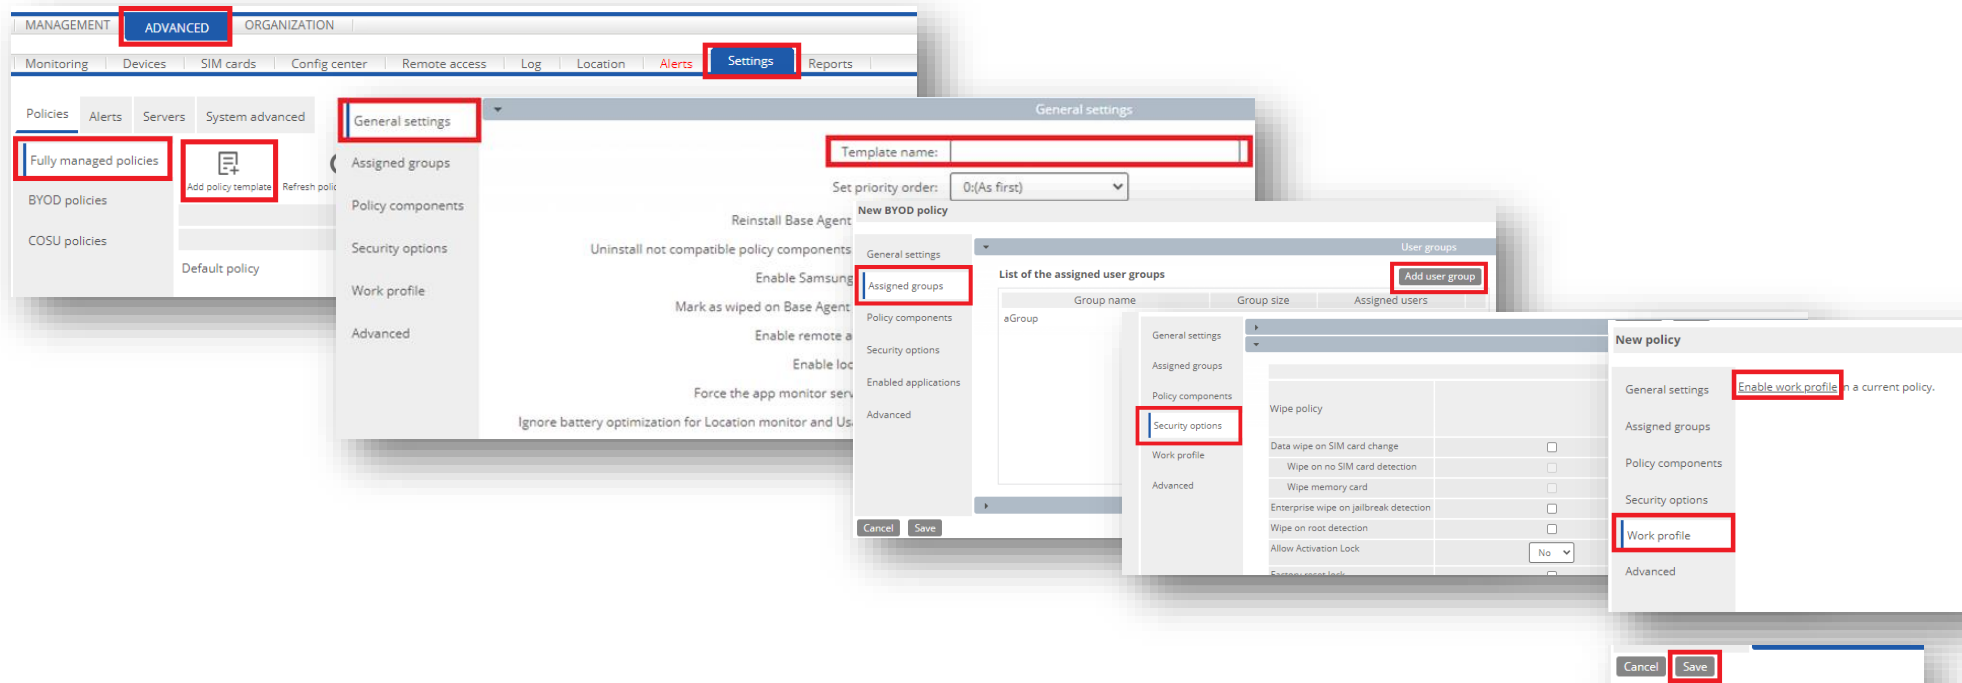 MANAGEMENT ADVANCED ORGANIZATION
Monitoring Devices SIM cards Config center Remote access Log Location Alerts Settings Reports
Policies Alerts Servers System advanced
Fully managed policies
BYOD policies
COSU policies
Add policy template Refresh
Default policy
General settings
Assigned groups
Policy components
Security options
Work profile
Advanced
General settings
Template name:
Set priority order: 0:(As first)
Reinstall Base Agent
Uninstall not compatible policy components
Enable Samsung
Mark as wiped on Base Agent
Enable remote
Enable
Force the app monitor
Ignore battery optimization for Location monitor and
New BYOD policy
General settings
Assigned groups
Policy components
Security options
Enabled applications
Advanced
Cancel Save
User groups
List of the assigned user groups Add user group
Group name Group size Assigned users
aGroup
General settings
Assigned groups
Policy components
Security options
Work profile
Advanced
Wipe policy
Data wipe on SIM card change
Wipe on no SIM card detection
Wipe memory card
Enterprise wipe on jailbreak detection
Wipe on root detection
Allow Activation Lock No
Factory reset lock
New policy
General settings
Assigned groups
Policy components
Security options
Work profile
Advanced
Enable work profile in a current policy.
Cancel Save